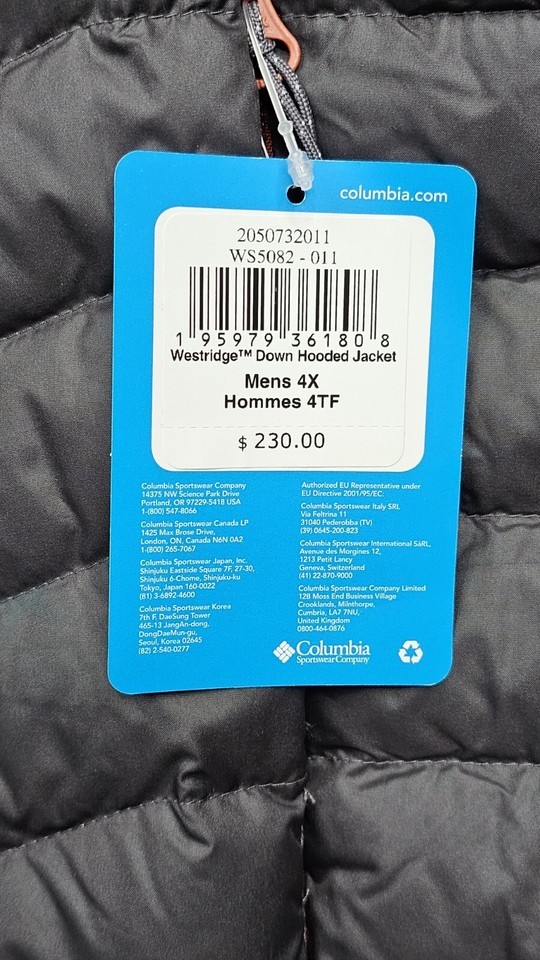 columbia.com
2050732011
WS5082 - 011
1 95979 36180 8
Westridge™ Down Hooded Jacket
Mens 4X
Hommes 4TF
$ 230.00
Columbia Sportswear Company
14375 NW Science Park Drive
Portland, OR 97229-5418 USA
1-(800) 547-8066
Columbia Sportswear Canada LP
1425 Max Brose Drive,
London, ON, Canada N6N 0A2
1-(800) 265-7067
Columbia Sportswear Japan, Inc.
Shinjuku Eastside Square 7F, 27-30,
Shinjuku 6-Chome, Shinjuku-ku
Tokyo, Japan 160-0022
(81) 3-6892-4600
Columbia Sportswear Korea
7th F. DaeSung Tower
465-13 JangAn-dong,
DongDaeMun-gu,
Seoul, Korea 02645
(82) 2-540-0277
Authorized EU Representative under
EU Directive 2001/95/EC:
Columbia Sportswear Italy SRL
Via Feltrina 11
31040 Pederobba (TV)
(39) 0645-200-823
Columbia Sportswear International SàRL,
Avenue des Morgines 12,
1213 Petit Lancy
Geneva, Switzerland
(41) 22-870-9000
Columbia Sportswear Company Limited
12B Moss End Business Village
Crooklands, Milnthorpe,
Cumbria, LA7 7NU,
United Kingdom
0800-464-0876
Columbia
Sportswear Company